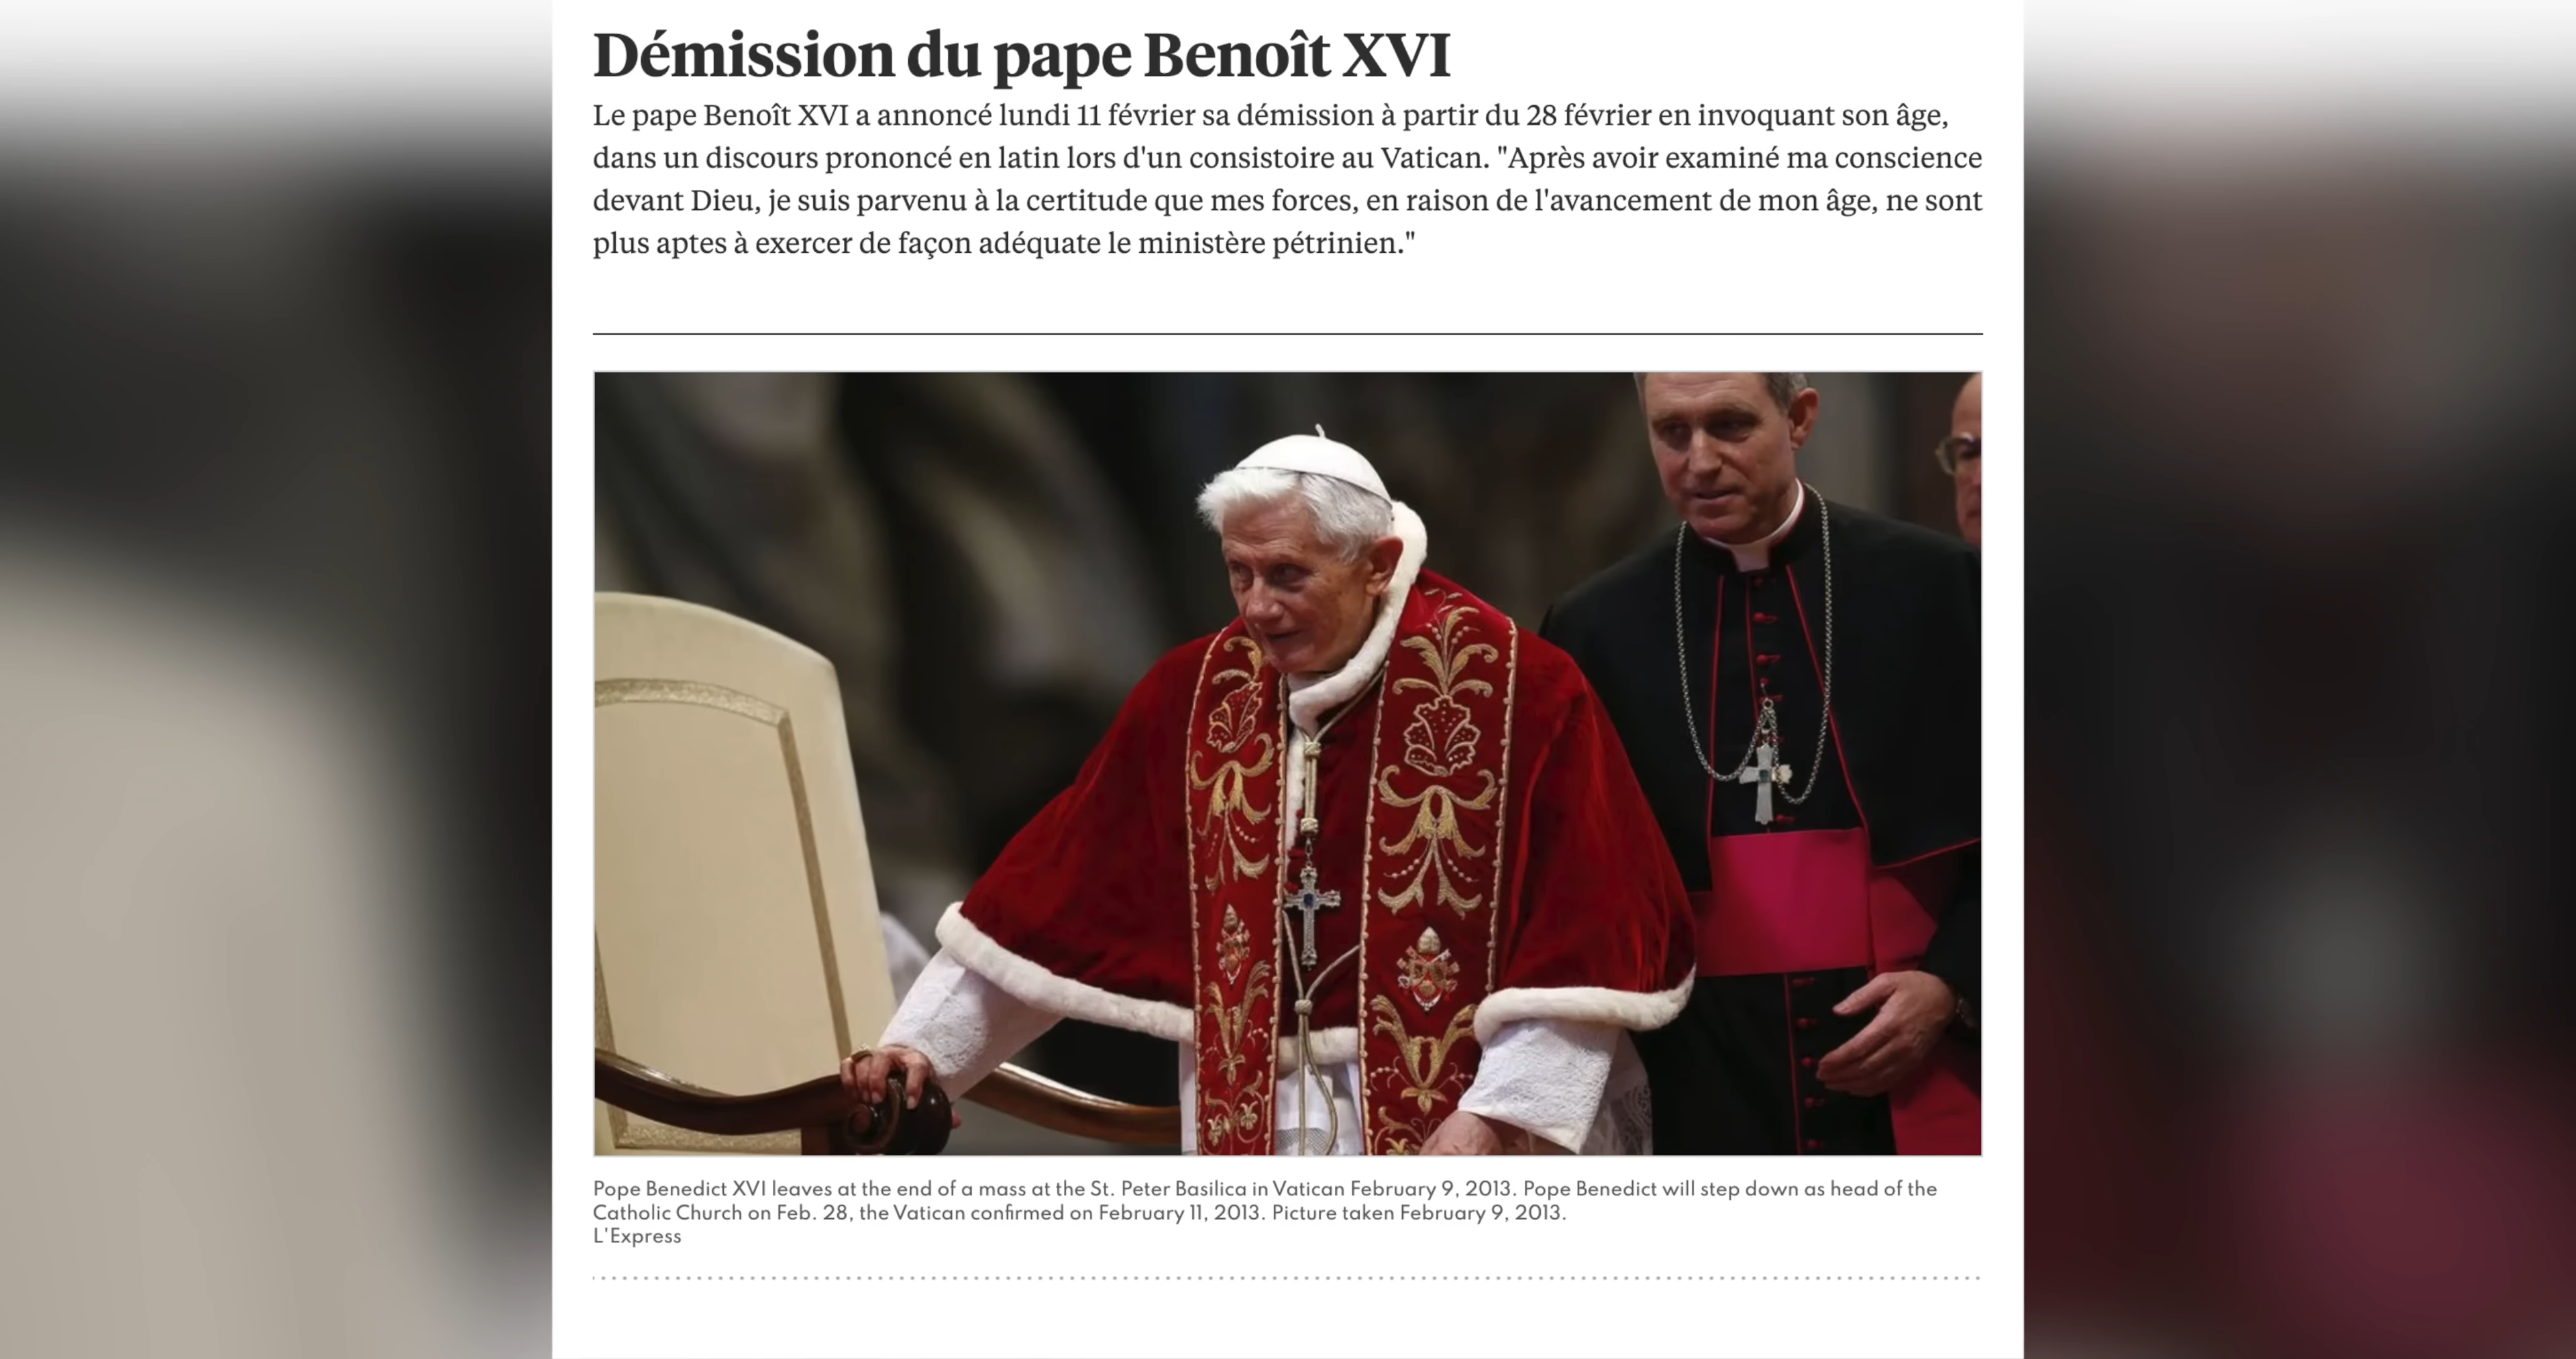 Démission du pape Benoît XVI
Le pape Benoît XVI a annoncé lundi 11 février sa démission à partir du 28 février en invoquant son âge,
dans un discours prononcé en latin lors d'un consistoire au Vatican. "Après avoir examiné ma conscience
devant Dieu, je suis parvenu à la certitude que mes forces, en raison de l'avancement de mon âge, ne sont
plus aptes à exercer de façon adéquate le ministère pétrinien."
Pope Benedict XVI leaves at the end of a mass at the St. Peter Basilica in Vatican February 9, 2013. Pope Benedict will step down as head of the
Catholic Church on Feb. 28, the Vatican confirmed on February 11, 2013. Picture taken February 9, 2013.
L'Express